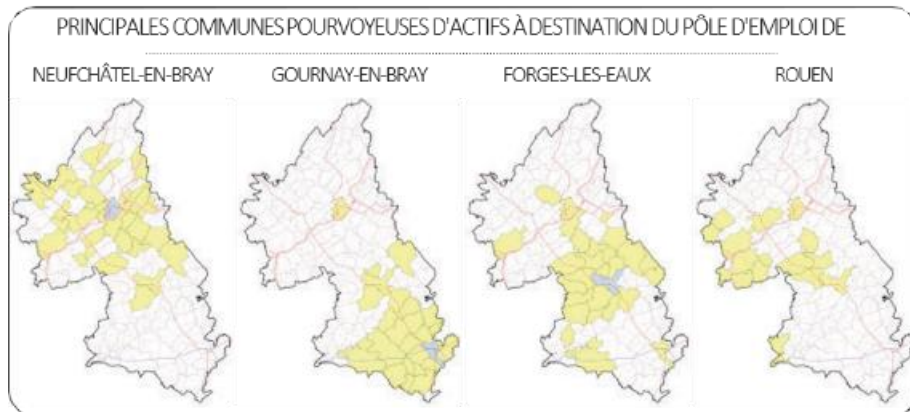 PRINCIPALES COMMUNES POURVOYEUSES D'ACTIFS À DESTINATION DU PÔLE D'EMPLOI DE
NEUFCHÂTEL-EN-BRAY
GOURNAY-EN-BRAY
FORGES-LES-EAUX
ROUEN